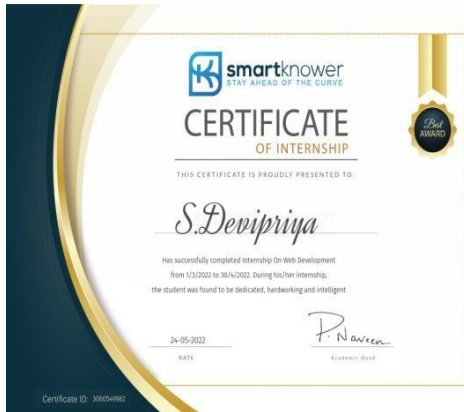 smartknower
STAY AHEAD OF THE CURVE
CERTIFICATE
OF INTERNSHIP
Best
AWARD
THIS CERTIFICATE IS PROUDLY PRESENTED TO:
S.Devipriya
Has successfully completed Internship On Web Development
from 1/3/2022 to 30/4/2022. During his/her internship,
the student was found to be dedicated, hardworking and intelligent
24-05-2022
P. Naveen
DATE
Academic Head
Certificate ID: 3060549982